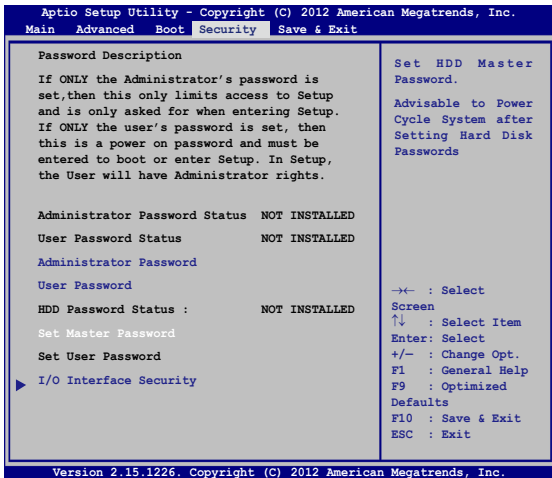 Aptio Setup Utility - Copyright (C) 2012 American Megatrends, Inc.
Main Advanced Boot Security Save & Exit
Password Description
If ONLY the Administrator's password is
set,then this only limits access to Setup
and is only asked for when entering Setup.
If ONLY the user's password is set, then
this is a power on password and must be
entered to boot or enter Setup. In Setup,
the User will have Administrator rights.
Administrator Password Status NOT INSTALLED
User Password Status NOT INSTALLED
Administrator Password
User Password
HDD Password Status : NOT INSTALLED
Set Master Password
Set User Password
I/O Interface Security
Set HDD Master
Password.
Advisable to Power
Cycle System after
Setting Hard Disk
Passwords
→← : Select
Screen
↑↓ : Select Item
Enter: Select
+/— : Change Opt.
F1 : General Help
F9 : Optimized
Defaults
F10 : Save & Exit
ESC : Exit
Version 2.15.1226. Copyright (C) 2012 American Megatrends, Inc.